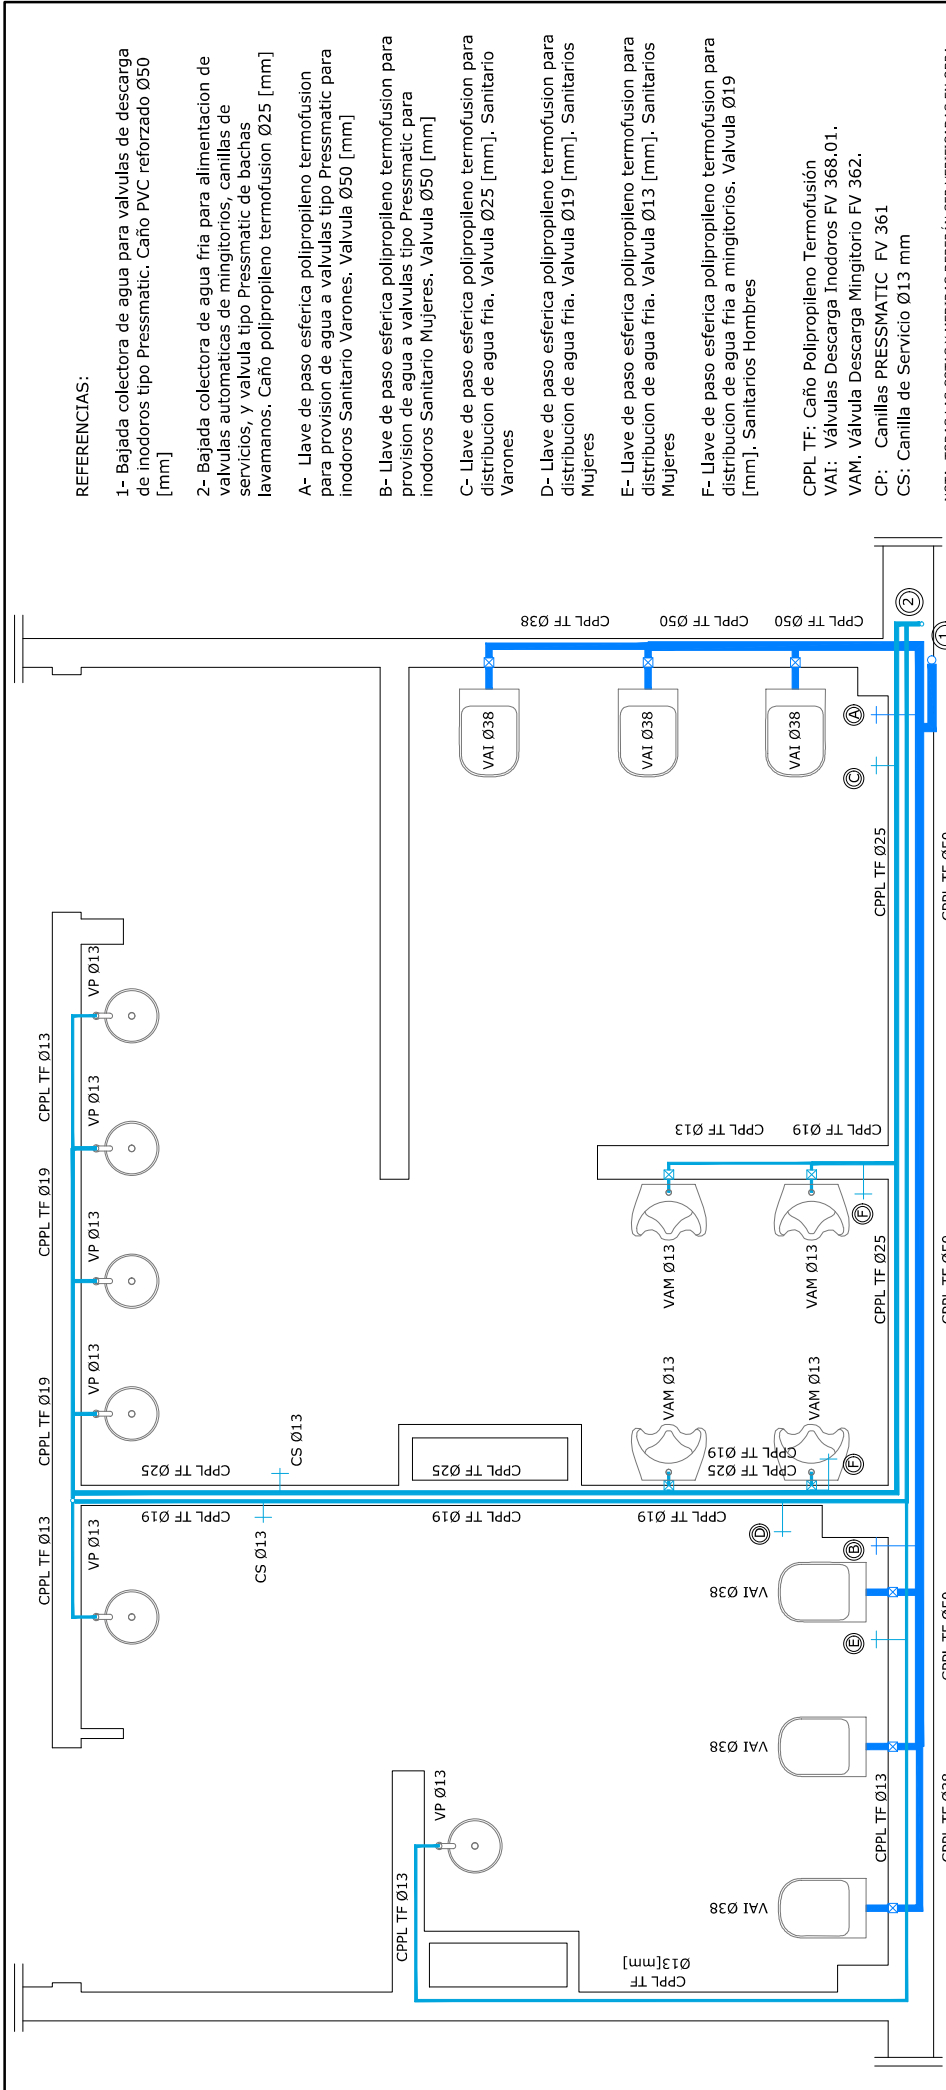 REFERENCIAS:
1- Bajada colectora de agua para valvulas de descarga
de inodoros tipo Pressmatic. Caño PVC reforzado Ø50
[mm]
2- Bajada colectora de agua fria para alimentacion de
valvulas automaticas de mingitorios, canillas de
servicios, y valvula tipo Pressmatic de bachas
lavamanos. Caño polipropileno termofusion Ø25 [mm]
A- Llave de paso esferica polipropileno termofusion
para provision de agua a valvulas tipo Pressmatic para
inodoros Sanitario Varones. Valvula Ø50 [mm]
B- Llave de paso esferica polipropileno termofusion para
provision de agua a valvulas tipo Pressmatic para
inodoros Sanitario Mujeres. Valvula Ø50 [mm]
C- Llave de paso esferica polipropileno termofusion para
distribucion de agua fria. Valvula Ø25 [mm]. Sanitario
Varones
D- Llave de paso esferica polipropileno termofusion para
distribucion de agua fria. Valvula Ø19 [mm]. Sanitarios
Mujeres
E- Llave de paso esferica polipropileno termofusion para
distribucion de agua fria. Valvula Ø13 [mm]. Sanitarios
Mujeres
F- Llave de paso esferica polipropileno termofusion para
distribucion de agua fria a mingitorios. Valvula Ø19
[mm]. Sanitarios Hombres
CPPL TF: Caño Polipropileno Termofusión
VAI: Válvulas Descarga Inodoros FV 368.01.
VAM. Válvula Descarga Mingitorio FV 362.
CP: Canillas PRESSMATIC FV 361
CS: Canilla de Servicio Ø13 mm
CPPL TF Ø13
CPPL TF Ø19
CPPL TF Ø19
CPPL TF Ø13
VP Ø13
VP Ø13
VP Ø13
VP Ø13
VP Ø13
CS Ø13
CS Ø13
CPPL TF Ø25
CPPL TF Ø25
CPPL TF Ø25
CPPL TF Ø19
CPPL TF Ø19
CPPL TF Ø19
CPPL TF Ø19
CPPL TF Ø38
CPPL TF Ø50
CPPL TF Ø50
VAI Ø38
VAI Ø38
VAI Ø38
2
1
A
C
CPPL TF Ø25
CPPL TF Ø13
CPPL TF Ø19
F
VAM Ø13
VAM Ø13
CPPL TF Ø25
VAM Ø13
VAM Ø13
F
D
B
E
VAI Ø38
VAI Ø38
VAI Ø38
VP Ø13
CPPL TF Ø13
CPPL TF
Ø13[mm]
CPPL TF Ø13
CPPL TF Ø50
CPPL TF Ø50
CPPL TF Ø50
CPPL TF Ø38